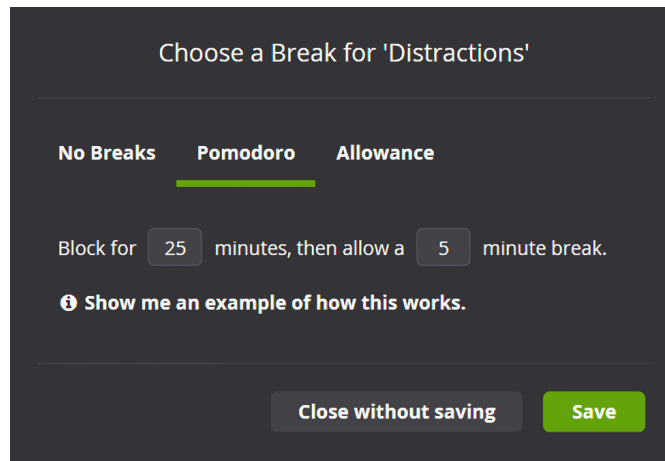 Choose a Break for 'Distractions'
No Breaks Pomodoro Allowance
Block for 25 minutes, then allow a 5 minute break.
Show me an example of how this works.
Close without saving Save